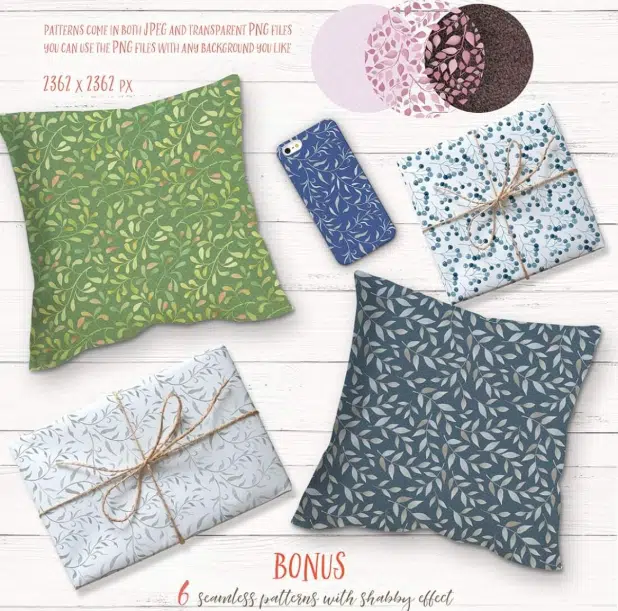 PATTERNS COME IN BOTH JPEG AND TRANSPARENT PNG FILES
YOU CAN USE THE PNG FILES WITH ANY BACKGROUND YOU LIKE
2362 x 2362 PX
BONUS
6 seamless patterns with shabby effect